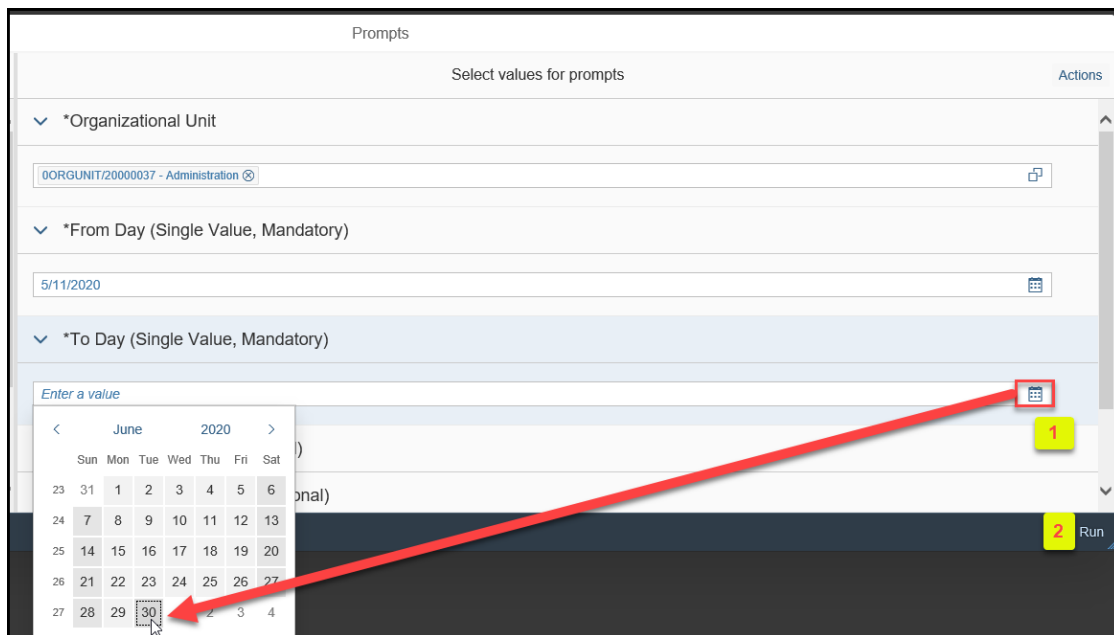 Prompts
Select values for prompts
Actions
*Organizational Unit
0ORGUNIT/20000037 - Administration
*From Day (Single Value, Mandatory)
5/11/2020
*To Day (Single Value, Mandatory)
Enter a value
1
June 2020
)
Sun Mon Tue Wed Thu Fri Sat
23 31 1 2 3 4 5 6
onal)
24 7 8 9 10 11 12 13
2 Run
25 14 15 16 17 18 19 20
26 21 22 23 24 25 26 27
27 28 29 30 2 3 4